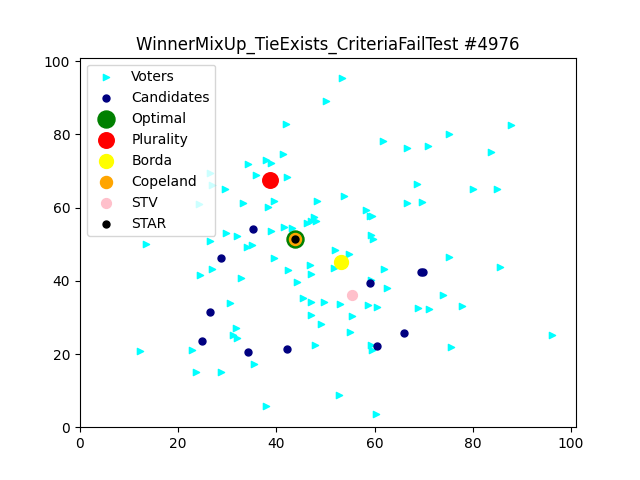 WinnerMixUp_TieExists_CriteriaFailTest #4976
100
80
60
40
20
0
Voters
Candidates
Optimal
Plurality
Borda
Copeland
STV
STAR
0 20 40 60 80 100